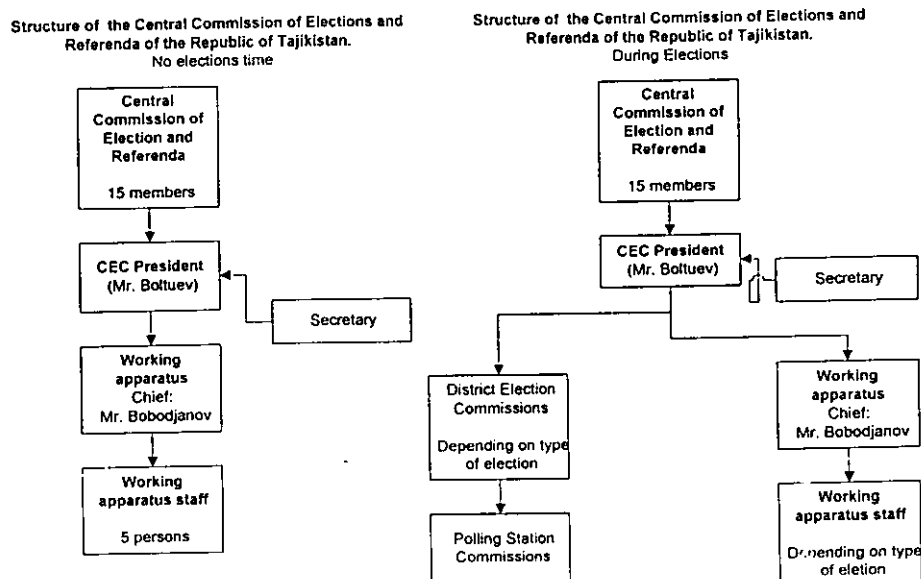 Structure of the Central Commission of Elections and
Referenda of the Republic of Tajikistan.
No elections time
Central
Commission of
Election and
Referenda
15 members
CEC President
(Mr. Boltuev)
Secretary
Working
apparatus
Chief:
Mr. Bobodjanov
Working
apparatus staff
5 persons
Structure of the Central Commission of Elections and
Referenda of the Republic of Tajikistan.
During Elections
Central
Commission of
Election and
Referenda
15 members
CEC President
(Mr. Boltuev)
Secretary
District Election
Commissions
Depending on type
of election
Polling Station
Commissions
Working
apparatus
Chief:
Mr. Bobodjanov
Working
apparatus staff
Depending on type
of eletion